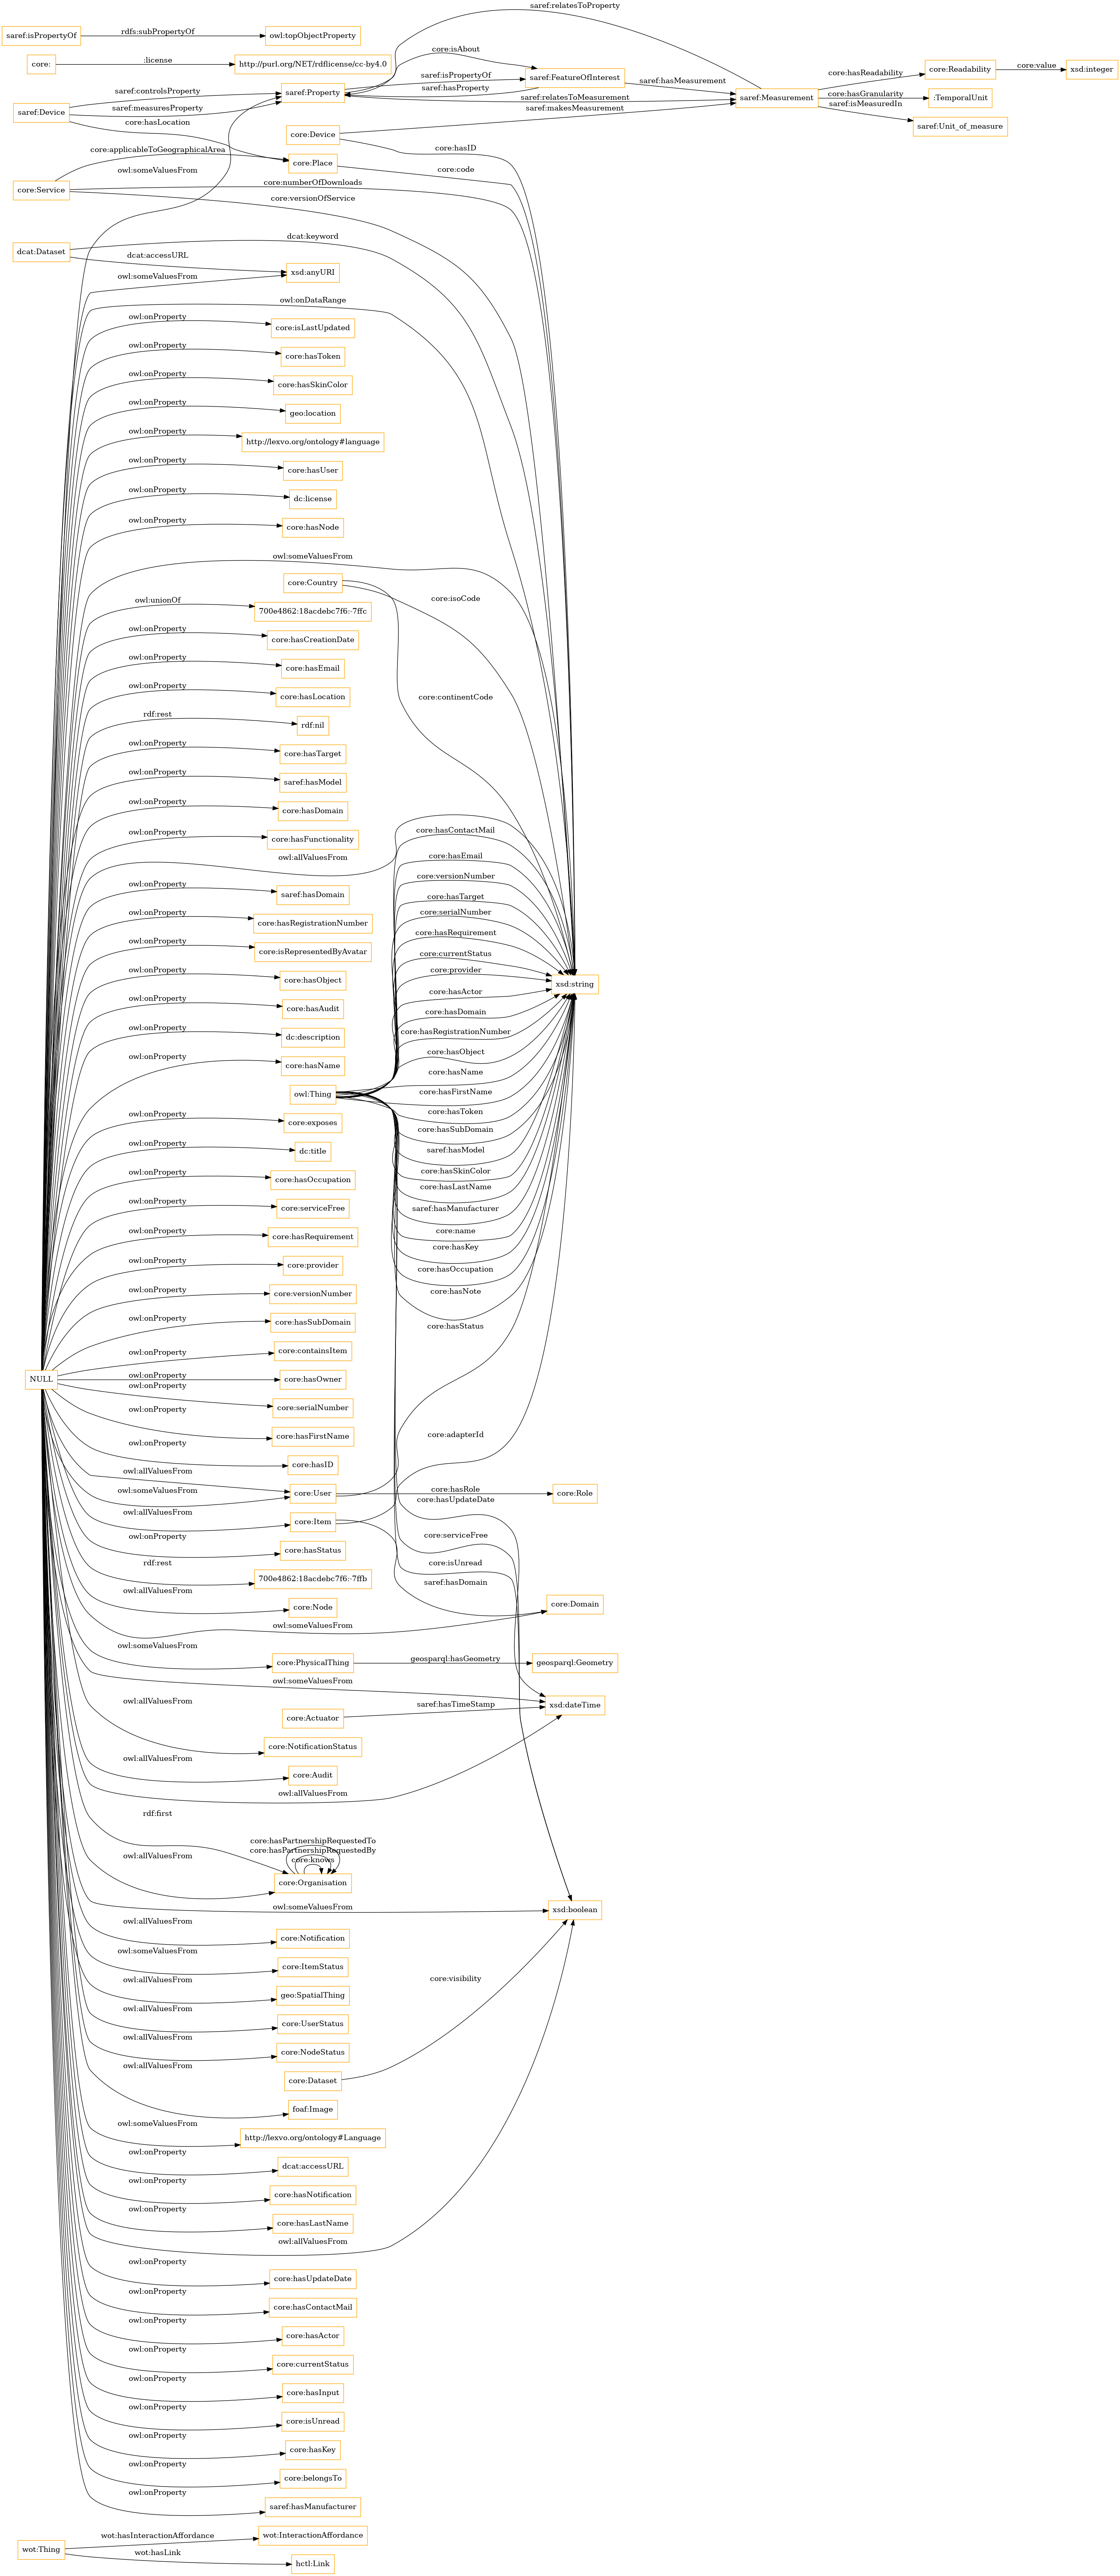 saref:relatesToProperty
saref:isPropertyOf
rdfs:subPropertyOf
owl:topObjectProperty
core:isAbout
core:
:license
http://purl.org/NET/rdflicense/cc-by4.0
saref:isPropertyOf
saref:FeatureOfInterest
saref:hasMeasurement
core:hasReadability
core:Readability
core:value
xsd:integer
saref:controlsProperty
saref:Property
saref:hasProperty
saref:relatesToMeasurement
saref:Measurement
core:hasGranularity
:TemporalUnit
saref:Device
saref:measuresProperty
saref:makesMeasurement
saref:isMeasuredIn
saref:Unit_of_measure
core:hasLocation
core:Device
core:hasID
core:applicableToGeographicalArea
core:Place
core:code
owl:someValuesFrom
core:Service
core:numberOfDownloads
core:versionOfService
dcat:Dataset
dcat:keyword
dcat:accessURL
xsd:anyURI
owl:someValuesFrom
owl:onDataRange
owl:onProperty
core:isLastUpdated
owl:onProperty
core:hasToken
owl:onProperty
core:hasSkinColor
owl:onProperty
geo:location
owl:onProperty
http://lexvo.org/ontology#language
owl:onProperty
core:hasUser
owl:onProperty
dc:license
owl:onProperty
core:hasNode
owl:someValuesFrom
core:Country
core:isoCode
owl:unionOf
700e4862:18acdebc7f6:-7ffc
owl:onProperty
core:hasCreationDate
owl:onProperty
core:hasEmail
owl:onProperty
core:hasLocation
core:continentCode
rdf:rest
rdf:nil
owl:onProperty
core:hasTarget
owl:onProperty
saref:hasModel
owl:onProperty
core:hasDomain
owl:onProperty
core:hasFunctionality
core:hasContactMail
owl:allValuesFrom
core:hasEmail
core:versionNumber
owl:onProperty
saref:hasDomain
core:hasTarget
core:serialNumber
owl:onProperty
core:hasRegistrationNumber
core:hasRequirement
owl:onProperty
core:isRepresentedByAvatar
core:currentStatus
owl:onProperty
core:hasObject
core:provider
xsd:string
core:hasActor
owl:onProperty
core:hasAudit
core:hasDomain
owl:onProperty
dc:description
core:hasRegistrationNumber
core:hasObject
owl:onProperty
core:hasName
core:hasName
owl:Thing
core:hasFirstName
owl:onProperty
core:exposes
core:hasToken
core:hasSubDomain
owl:onProperty
dc:title
saref:hasModel
owl:onProperty
core:hasOccupation
core:hasSkinColor
core:hasLastName
owl:onProperty
core:serviceFree
saref:hasManufacturer
owl:onProperty
core:hasRequirement
core:name
core:hasKey
owl:onProperty
core:provider
core:hasOccupation
owl:onProperty
core:versionNumber
core:hasNote
owl:onProperty
core:hasSubDomain
core:hasStatus
owl:onProperty
core:containsItem
NULL
owl:onProperty
core:hasOwner
owl:onProperty
core:serialNumber
owl:onProperty
core:hasFirstName
core:adapterId
owl:onProperty
core:hasID
owl:allValuesFrom
owl:someValuesFrom
core:User
core:hasRole
core:Role
core:hasUpdateDate
owl:allValuesFrom
core:Item
core:serviceFree
owl:onProperty
core:hasStatus
core:isUnread
rdf:rest
700e4862:18acdebc7f6:-7ffb
saref:hasDomain
owl:allValuesFrom
core:Node
core:Domain
owl:someValuesFrom
owl:someValuesFrom
core:PhysicalThing
geosparql:hasGeometry
geosparql:Geometry
owl:someValuesFrom
core:Actuator
saref:hasTimeStamp
xsd:dateTime
owl:allValuesFrom
core:NotificationStatus
owl:allValuesFrom
core:Audit
owl:allValuesFrom
rdf:first
core:hasPartnershipRequestedTo
core:hasPartnershipRequestedBy
core:knows
owl:allValuesFrom
core:Organisation
owl:someValuesFrom
xsd:boolean
owl:allValuesFrom
core:Notification
owl:someValuesFrom
core:ItemStatus
core:visibility
owl:allValuesFrom
geo:SpatialThing
owl:allValuesFrom
core:UserStatus
owl:allValuesFrom
core:NodeStatus
owl:allValuesFrom
core:Dataset
foaf:Image
owl:someValuesFrom
http://lexvo.org/ontology#Language
owl:onProperty
dcat:accessURL
owl:onProperty
core:hasNotification
owl:onProperty
core:hasLastName
owl:allValuesFrom
owl:onProperty
core:hasUpdateDate
owl:onProperty
core:hasContactMail
owl:onProperty
core:hasActor
owl:onProperty
core:currentStatus
owl:onProperty
core:hasInput
owl:onProperty
core:isUnread
owl:onProperty
core:hasKey
owl:onProperty
core:belongsTo
owl:onProperty
saref:hasManufacturer
wot:Thing
wot:hasInteractionAffordance
wot:InteractionAffordance
wot:hasLink
hctl:Link